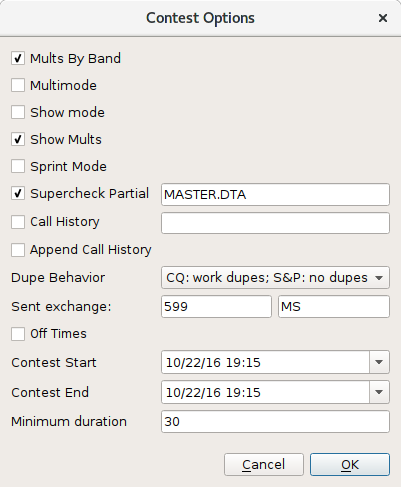 Contest Options
Mults By Band
Multimode
Show mode
Show Mults
Sprint Mode
Supercheck Partial MASTER.DTA
Call History
Append Call History
Dupe Behavior CQ: work dupes; S&P: no dupes
Sent exchange: 599 MS
Off Times
Contest Start 10/22/16 19:15
Contest End 10/22/16 19:15
Minimum duration 30
Cancel OK